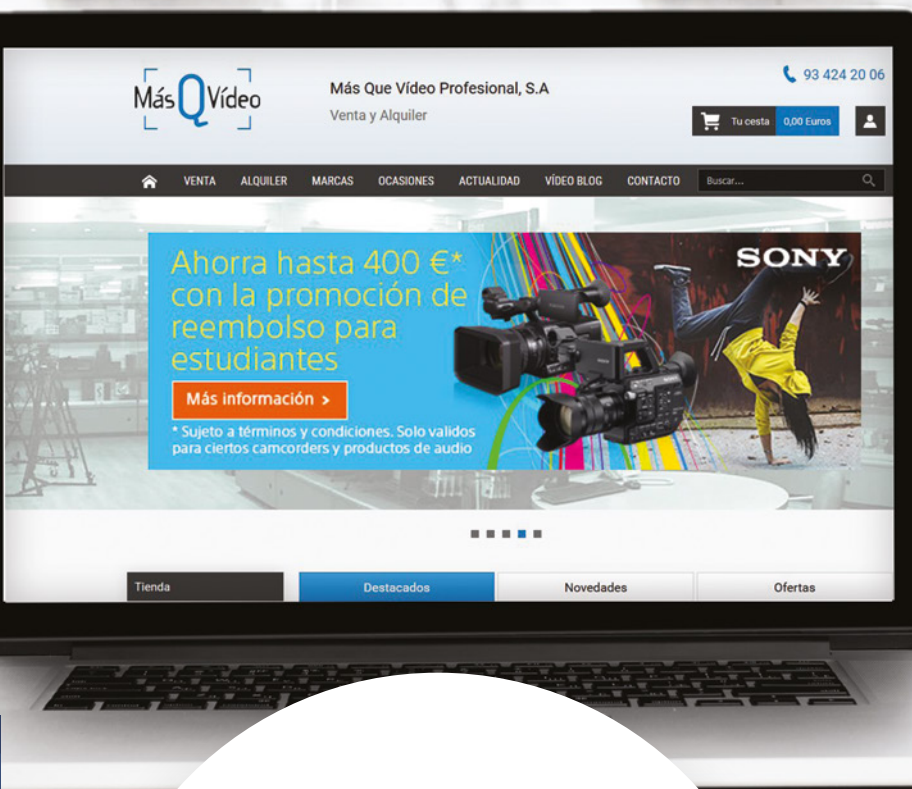 Más Q Vídeo
Más Que Vídeo Profesional, S.A
Venta y Alquiler
93 424 20 06
Tu cesta 0,00 Euros
VENTA ALQUILER MARCAS OCASIONES ACTUALIDAD VÍDEO BLOG CONTACTO Buscar...
Ahorra hasta 400 €*
con la promoción de
reembolso para
estudiantes
Más información >
* Sujeto a términos y condiciones. Solo validos
para ciertos camcorders y productos de audio
SONY
Tienda Destacados Novedades Ofertas